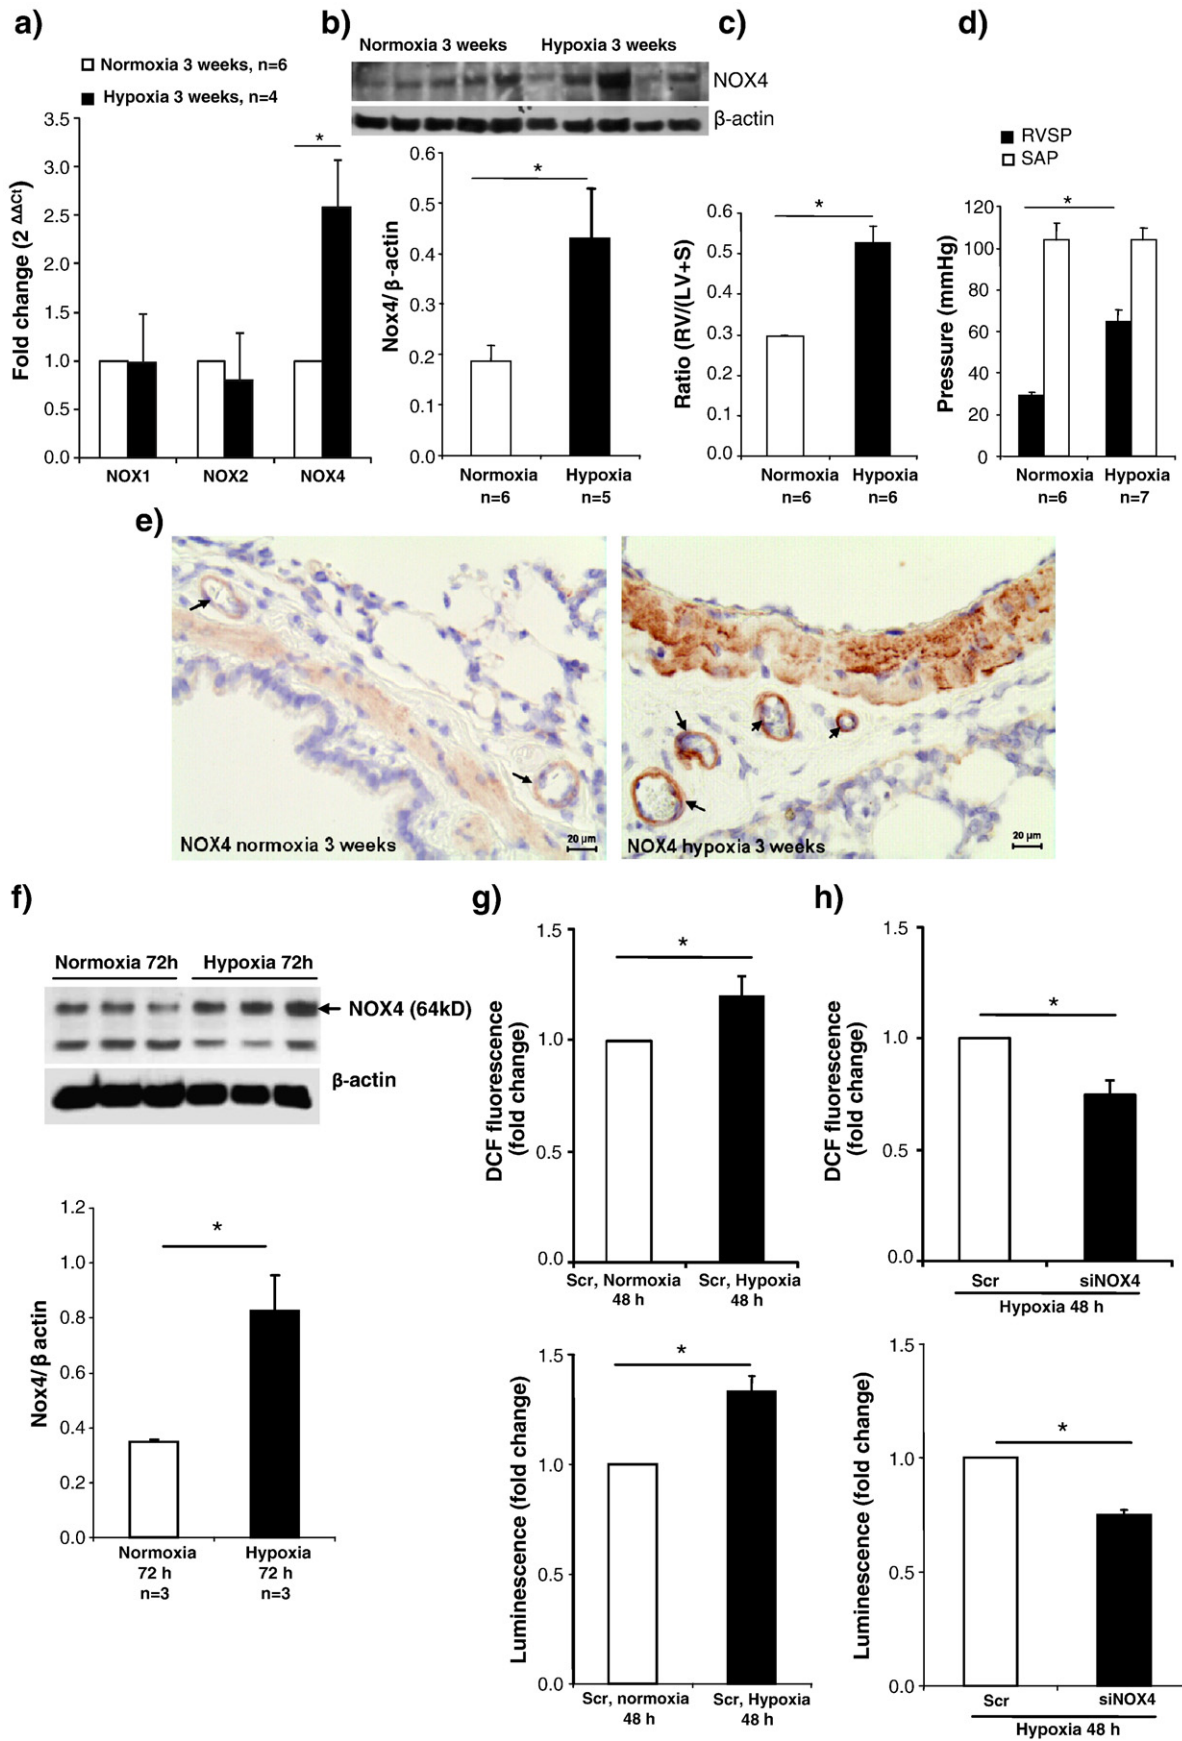 a)
Normoxia 3 weeks, n=6
Hypoxia 3 weeks, n=4
Fold change (2 ΔΔCt)
3.5
3.0
2.5
2.0
1.5
1.0
0.5
0.0
*
NOX1 NOX2 NOX4
b)
Normoxia 3 weeks Hypoxia 3 weeks
NOX4
β-actin
Nox4/β-actin
0.6
0.5
0.4
0.3
0.2
0.1
0.0
*
Normoxia Hypoxia
n=6 n=5
c)
Ratio (RV/(LV+S)
0.6
0.5
0.4
0.3
0.2
0.1
0.0
*
Normoxia Hypoxia
n=6 n=6
d)
RVSP
SAP
Pressure (mmHg)
120
100
80
60
40
20
0
*
Normoxia Hypoxia
n=6 n=7
e)
NOX4 normoxia 3 weeks
20 µm
NOX4 hypoxia 3 weeks
20 µm
f)
Normoxia 72h Hypoxia 72h
NOX4 (64kD)
β-actin
Nox4/β actin
1.2
1.0
0.8
0.6
0.4
0.2
0.0
*
Normoxia Hypoxia
72 h 72 h
n=3 n=3
g)
DCF fluorescence
(fold change)
1.5
1.0
0.5
0.0
*
Scr, Normoxia Scr, Hypoxia
48 h 48 h
Luminescence (fold change)
1.5
1.0
0.5
0.0
*
Scr, normoxia Scr, Hypoxia
48 h 48 h
h)
DCF fluorescence
(fold change)
1.5
1.0
0.5
0.0
*
Scr siNOX4
Hypoxia 48 h
Luminescence (fold change)
1.5
1.0
0.5
0.0
*
Scr siNOX4
Hypoxia 48 h